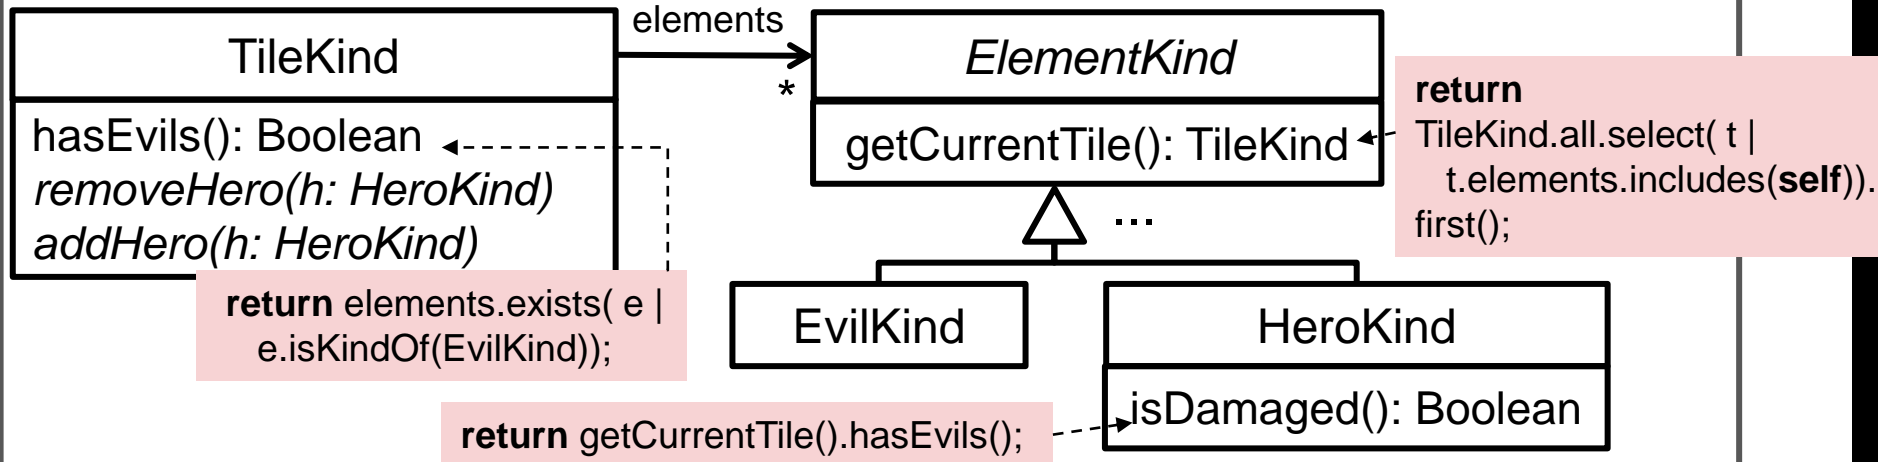 TileKind
hasEvils(): Boolean
removeHero(h: HeroKind)
addHero(h: HeroKind)
return elements.exists( e |
e.isKindOf(EvilKind));
elements
*
ElementKind
getCurrentTile(): TileKind
return
TileKind.all.select( t |
t.elements.includes(self)).
first();
...
EvilKind
HeroKind
isDamaged(): Boolean
return getCurrentTile().hasEvils();